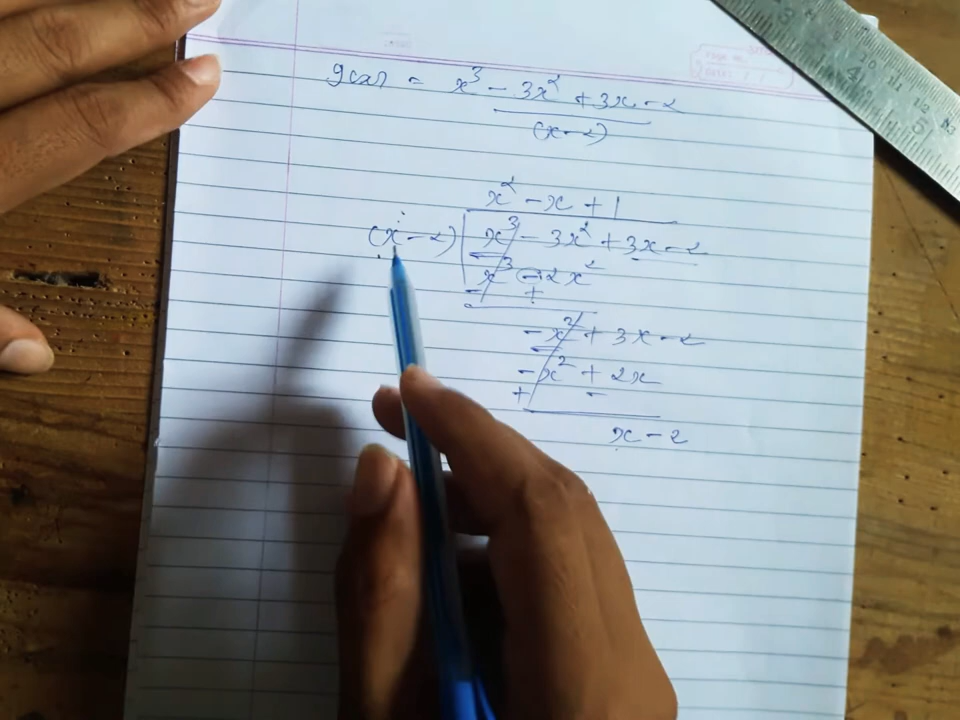 g(x) = x³ - 3x² + 3x - 2
(x-2)
x² - x + 1
(x-2) x³ - 3x² + 3x - 2
x³ - 2x²
- +
-x² + 3x - 2
-x² + 2x
+ -
x - 2